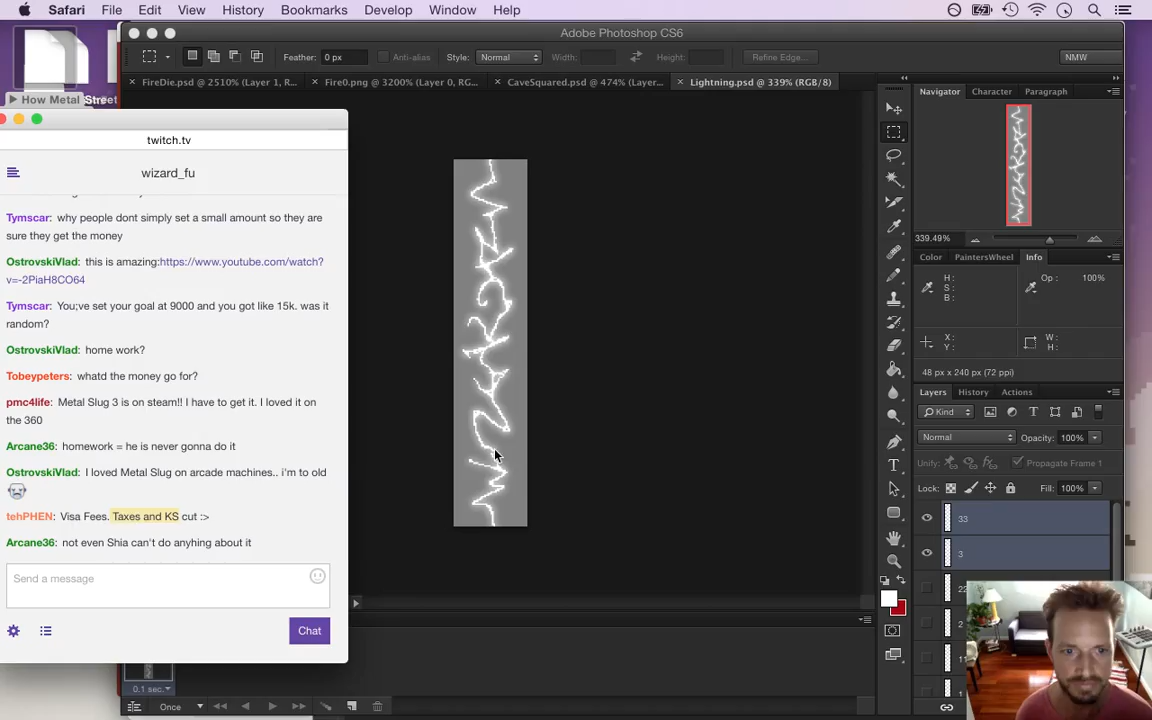 Safari File Edit View History Bookmarks Develop Window Help
Adobe Photoshop CS6
Feather: 0 px Anti-alias Style: Normal Width: Height: Refine Edge... NMW
FireDie.psd @ 2510% (Layer 1, R... Fire0.png @ 3200% (Layer 0, RG... CaveSquared.psd @ 474% (Layer... Lightning.psd @ 339% (RGB/8)
How Metal Street
twitch.tv
wizard_fu
Tymscar: why people dont simply set a small amount so they are
sure they get the money
OstrovskiVlad: this is amazing:https://www.youtube.com/watch?
v=-2PiaH8CO64
Tymscar: You;ve set your goal at 9000 and you got like 15k. was it
random?
OstrovskiVlad: home work?
Tobeypeters: whatd the money go for?
pmc4life: Metal Slug 3 is on steam!! I have to get it. I loved it on
the 360
Arcane36: homework = he is never gonna do it
OstrovskiVlad: I loved Metal Slug on arcade machines.. i'm to old
tehPHEN: Visa Fees. Taxes and KS cut :>
Arcane36: not even Shia can't do anyhing about it
Send a message
Chat
0.1 sec.
Once
Navigator Character Paragraph
339.49%
Color PaintersWheel Info
H: Op: 100%
S:
B:
X: W:
Y: H:
48 px x 240 px (72 ppi)
Layers History Actions
Kind
Normal Opacity: 100%
Unify: Propagate Frame 1
Lock: Fill: 100%
33
3
22
2
11
1